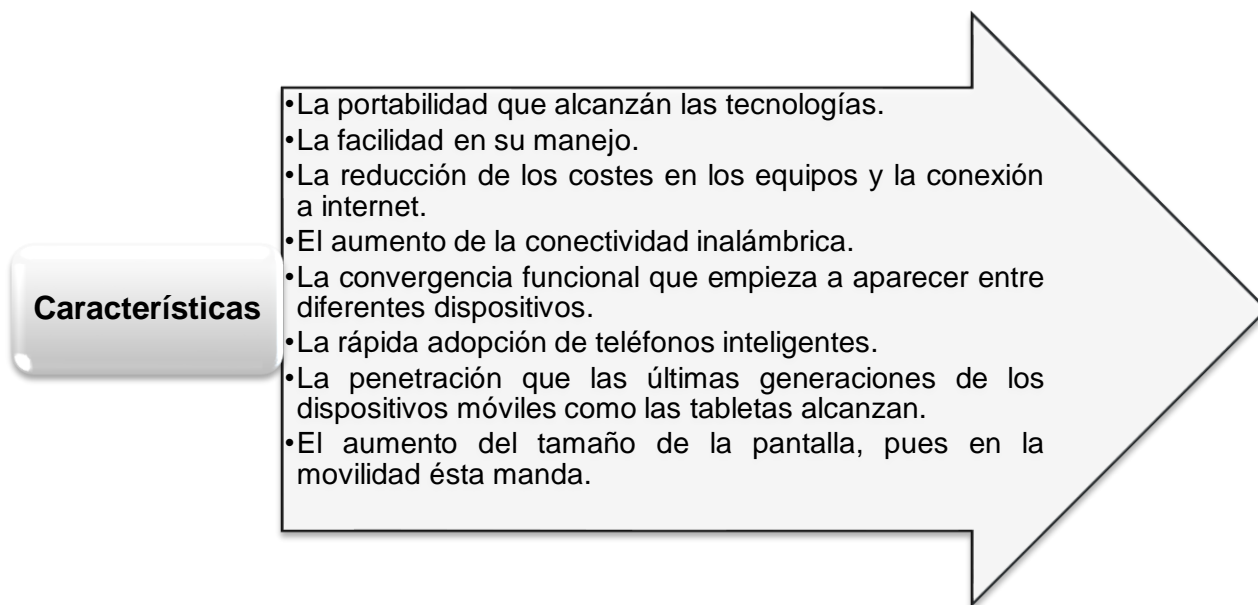 •La portabilidad que alcanzán las tecnologías.
•La facilidad en su manejo.
•La reducción de los costes en los equipos y la conexión
a internet.
•El aumento de la conectividad inalámbrica.
•La convergencia funcional que empieza a aparecer entre
diferentes dispositivos.
•La rápida adopción de teléfonos inteligentes.
•La penetración que las últimas generaciones de los
dispositivos móviles como las tabletas alcanzan.
•El aumento del tamaño de la pantalla, pues en la
movilidad ésta manda.
Características